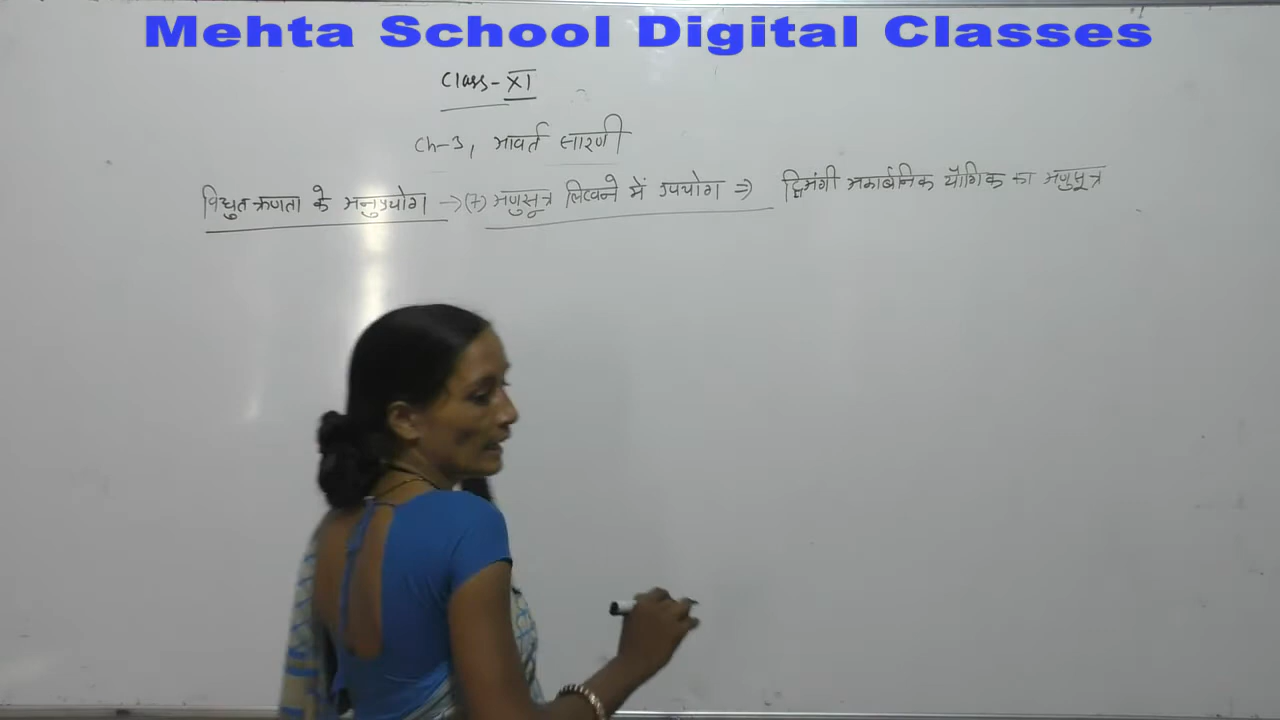 Mehta School Digital Classes
Class-XI
Ch-3, आवर्त सारणी
विद्युतऋणता के अनुप्रयोग →(7) अणुसूत्र लिखने में उपयोग ⇒ द्विअंगी अकार्बनिक यौगिक का अणुसूत्र